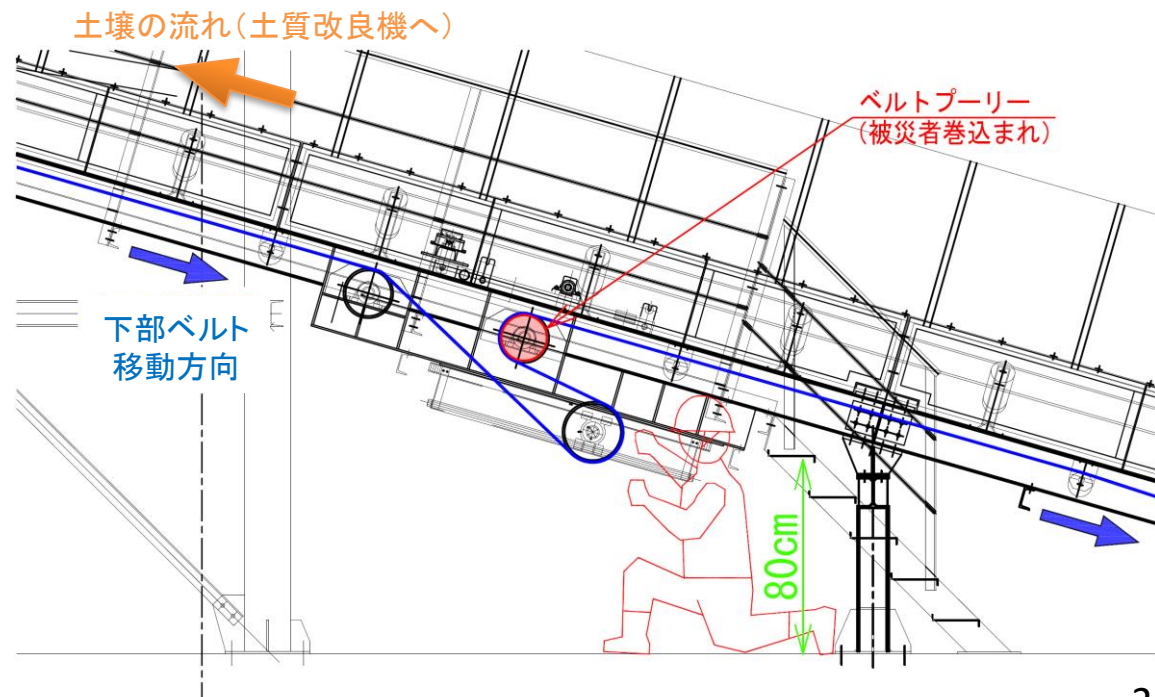 土壌の流れ(土質改良機へ)
ベルトプーリー
(被災者巻込まれ)
下部ベルト
移動方向
80cm